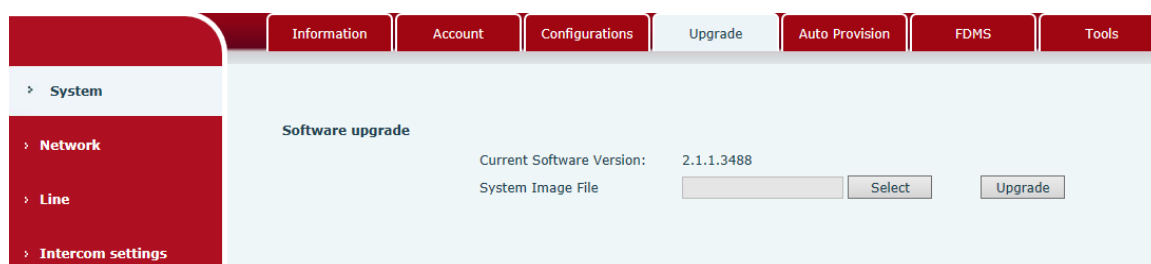 Information Account Configurations Upgrade Auto Provision FDMS Tools
› System
› Network
› Line
› Intercom settings
Software upgrade
Current Software Version: 2.1.1.3488
System Image File Select Upgrade